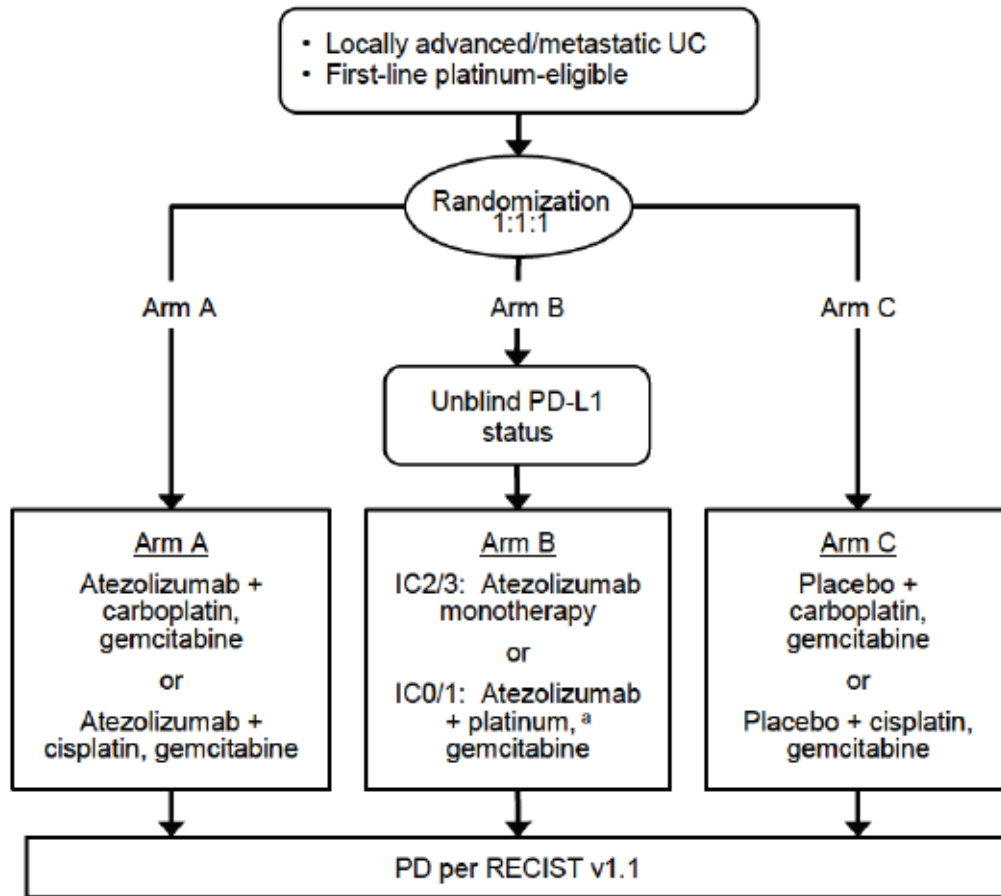 • Locally advanced/metastatic UC
• First-line platinum-eligible
Randomization
1:1:1
Arm A
Arm B
Arm C
Unblind PD-L1
status
Arm A
Atezolizumab +
carboplatin,
gemcitabine
or
Atezolizumab +
cisplatin, gemcitabine
Arm B
IC2/3: Atezolizumab
monotherapy
or
IC0/1: Atezolizumab
+ platinum, a
gemcitabine
Arm C
Placebo +
carboplatin,
gemcitabine
or
Placebo + cisplatin,
gemcitabine
PD per RECIST v1.1